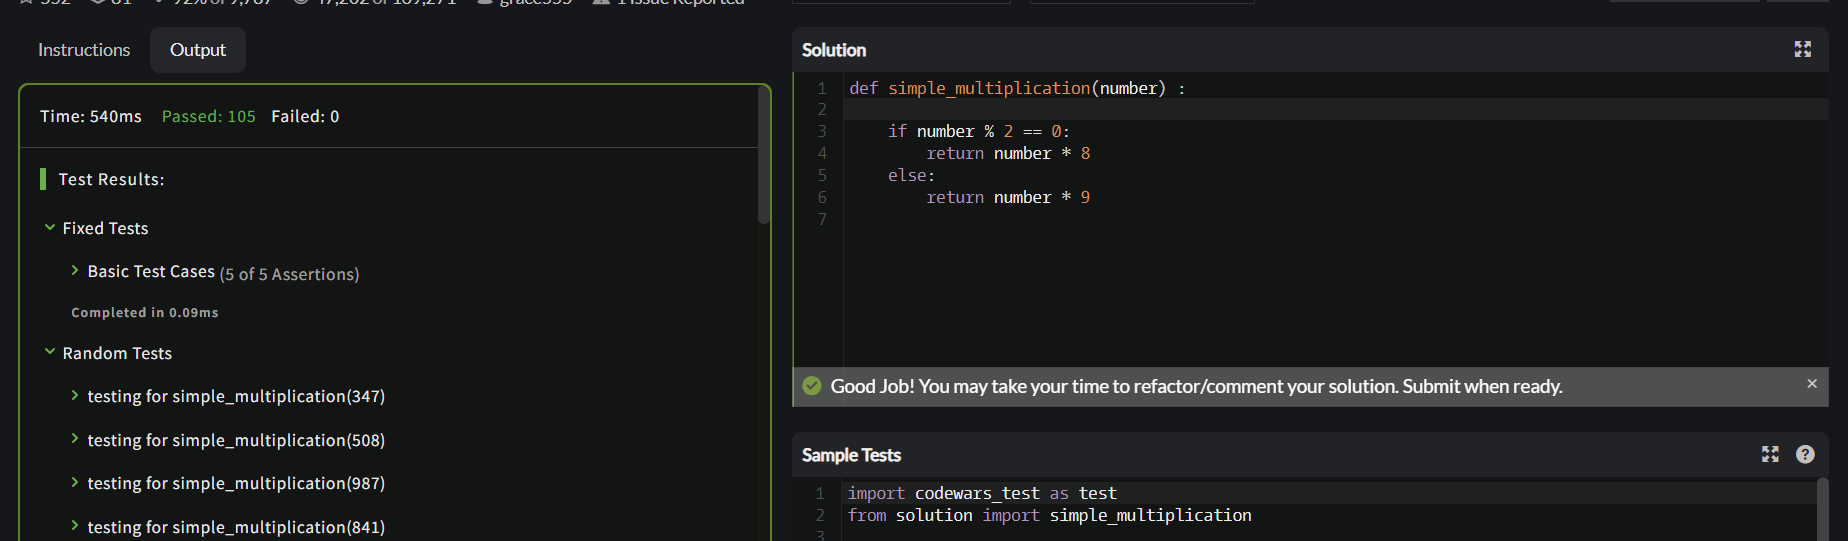 Instructions
Output
Time: 540ms Passed: 105 Failed: 0
Test Results:
Fixed Tests
Basic Test Cases (5 of 5 Assertions)
Completed in 0.09ms
Random Tests
testing for simple_multiplication(347)
testing for simple_multiplication(508)
testing for simple_multiplication(987)
testing for simple_multiplication(841)
Solution
1 def simple_multiplication(number) :
2
3 if number % 2 == 0:
4 return number * 8
5 else:
6 return number * 9
7
Good Job! You may take your time to refactor/comment your solution. Submit when ready.
Sample Tests
1 import codewars_test as test
2 from solution import simple_multiplication
3